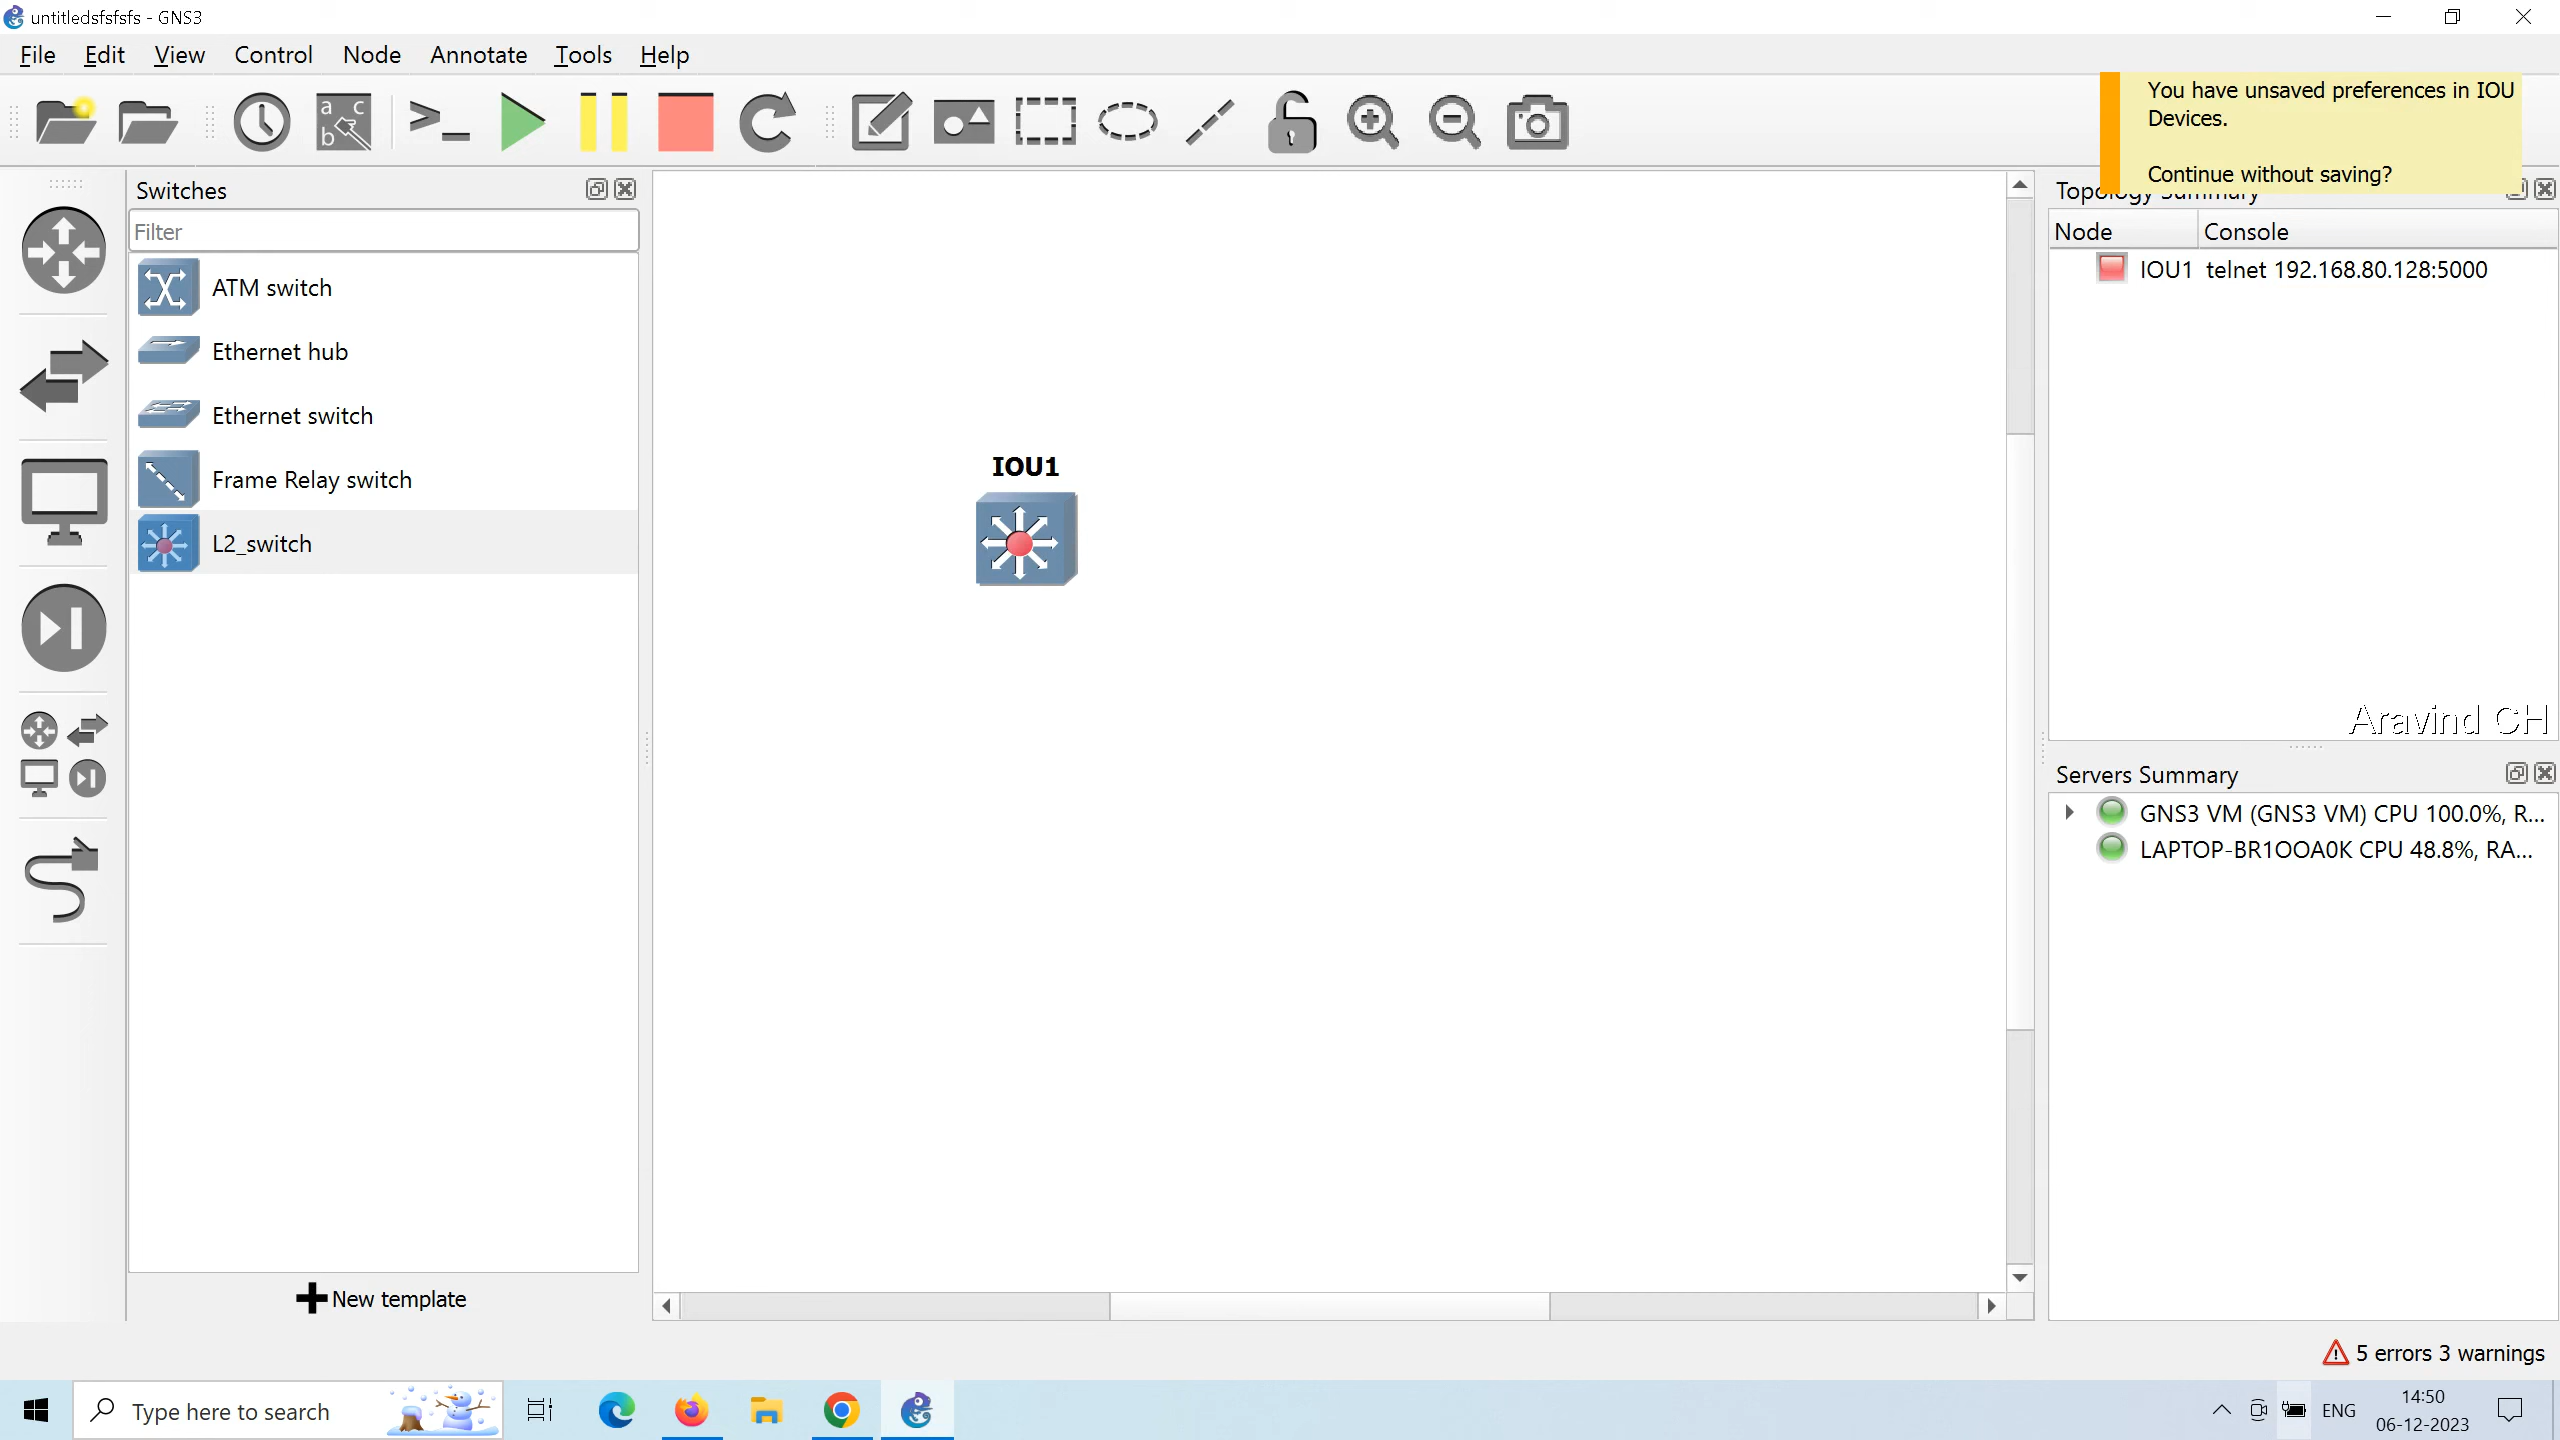 untitledsfsfsfs - GNS3
File Edit View Control Node Annotate Tools Help
a c
b
You have unsaved preferences in IOU
Devices.
Continue without saving?
Switches
Filter
ATM switch
Ethernet hub
Ethernet switch
Frame Relay switch
L2_switch
New template
IOU1
Topology Summary
Node Console
IOU1 telnet 192.168.80.128:5000
Aravind CH
Servers Summary
GNS3 VM (GNS3 VM) CPU 100.0%, R...
LAPTOP-BR1OOA0K CPU 48.8%, RA...
5 errors 3 warnings
Type here to search
ENG
14:50
06-12-2023